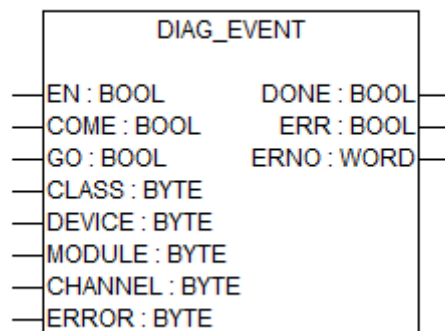 DIAG_EVENT
EN : BOOL DONE : BOOL
COME : BOOL ERR : BOOL
GO : BOOL ERNO : WORD
CLASS : BYTE
DEVICE : BYTE
MODULE : BYTE
CHANNEL : BYTE
ERROR : BYTE